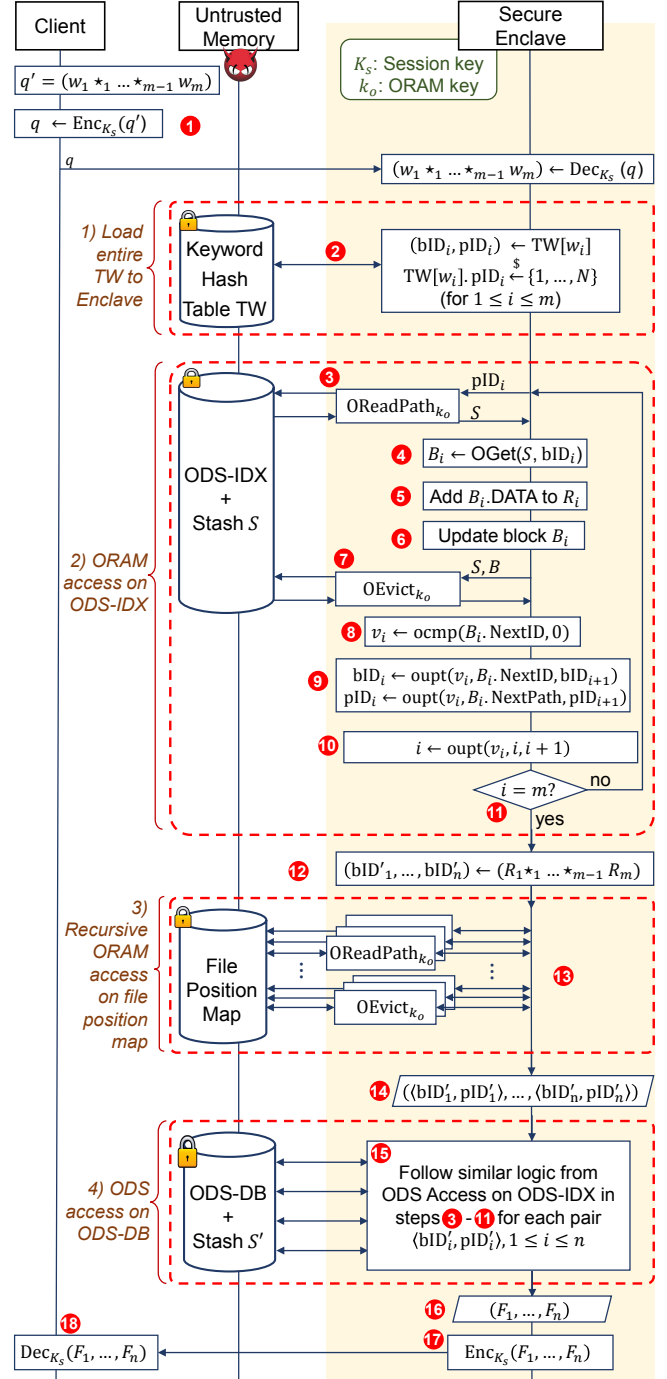 Client
Untrusted
Memory
Secure
Enclave
K_s: Session key
k_o: ORAM key
q′ = (w_1 ⋆_1 … ⋆_{m−1} w_m)
q ← Enc_{K_s}(q′)
1
q
(w_1 ⋆_1 … ⋆_{m−1} w_m) ← Dec_{K_s}(q)
1) Load
entire
TW to
Enclave
Keyword
Hash
Table TW
2
(bID_i, pID_i) ← TW[w_i]
TW[w_i].pID_i ←$ {1, …, N}
(for 1 ≤ i ≤ m)
2) ORAM
access on
ODS-IDX
ODS-IDX
+
Stash S
3
pID_i
OReadPath_{k_o}
S
4
B_i ← OGet(S, bID_i)
5
Add B_i.DATA to R_i
6
Update block B_i
7
S, B
OEvict_{k_o}
8
v_i ← ocmp(B_i.NextID, 0)
9
bID_i ← oupt(v_i, B_i.NextID, bID_{i+1})
pID_i ← oupt(v_i, B_i.NextPath, pID_{i+1})
10
i ← oupt(v_i, i, i + 1)
i = m?
no
11
yes
12
(bID′_1, …, bID′_n) ← (R_1 ⋆_1 … ⋆_{m−1} R_m)
3)
Recursive
ORAM
access
on file
position
map
File
Position
Map
OReadPath_{k_o}
⋮
⋮
OEvict_{k_o}
13
14
(⟨bID′_1, pID′_1⟩, …, ⟨bID′_n, pID′_n⟩)
4) ODS
access on
ODS-DB
ODS-DB
+
Stash S′
15
Follow similar logic from
ODS Access on ODS-IDX in
steps 3 - 11 for each pair
⟨bID′_i, pID′_i⟩, 1 ≤ i ≤ n
16
(F_1, …, F_n)
17
Enc_{K_s}(F_1, …, F_n)
18
Dec_{K_s}(F_1, …, F_n)